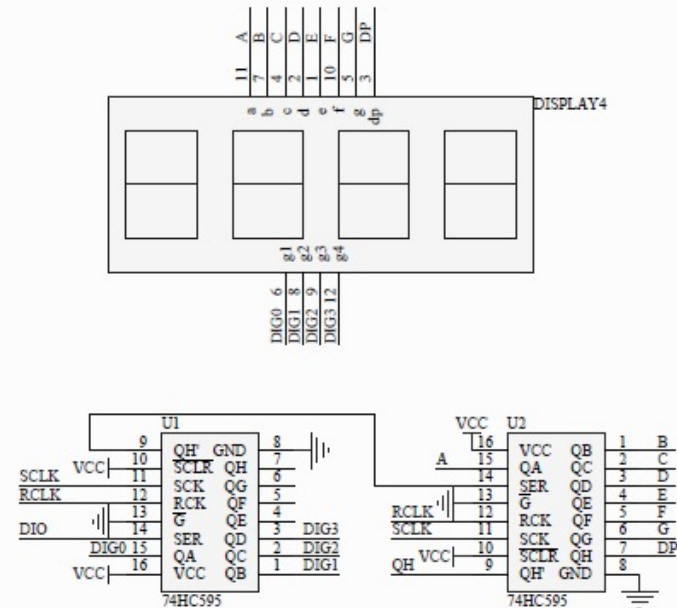 A B C D E F G DP
11 7 4 2 1 10 5 3
a b c d e f g dp
DISPLAY4
g1 g2 g3 g4
6 8 9 12
DIG0 DIG1 DIG2 DIG3
U1
9 QH' GND 8
VCC 10 SCLR QH 7
SCLK 11 SCK QG 6
RCLK 12 RCK QF 5
13 G QE 4
DIO 14 SER QD 3 DIG3
DIG0 15 QA QC 2 DIG2
VCC 16 VCC QB 1 DIG1
74HC595
VCC U2
16 VCC QB 1 B
A 15 QA QC 2 C
14 SER QD 3 D
13 G QE 4 E
RCLK 12 RCK QF 5 F
SCLK 11 SCK QG 6 G
VCC 10 SCLR QH 7 DP
QH 9 QH' GND 8
74HC595